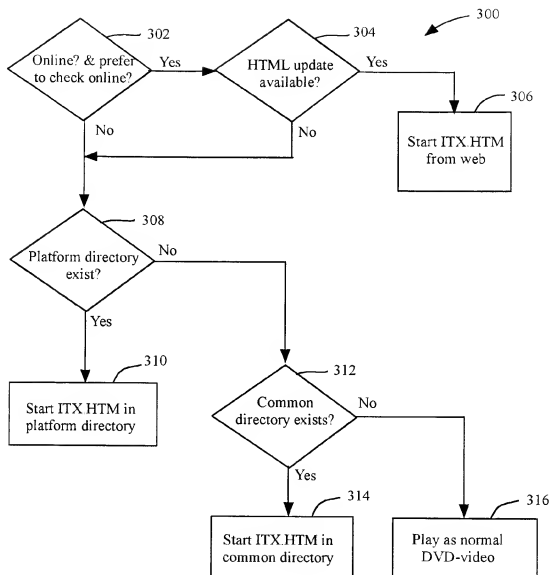 300
302
Online? & prefer
to check online?
Yes
No
304
HTML update
available?
Yes
No
306
Start ITX.HTM
from web
308
Platform directory
exist?
No
Yes
310
Start ITX.HTM in
platform directory
312
Common
directory exists?
No
Yes
314
Start ITX.HTM in
common directory
316
Play as normal
DVD-video